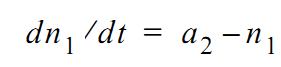 dn₁/dt = a₂ − n₁